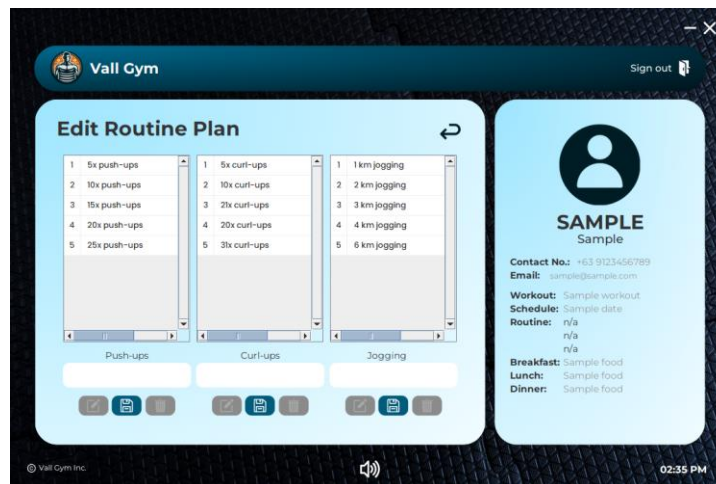 Vall Gym
Sign out
Edit Routine Plan
1 5x push-ups
2 10x push-ups
3 15x push-ups
4 20x push-ups
5 25x push-ups
1 5x curl-ups
2 10x curl-ups
3 21x curl-ups
4 20x curl-ups
5 31x curl-ups
1 1 km jogging
2 2 km jogging
3 3 km jogging
4 4 km jogging
5 6 km jogging
Push-ups
Curl-ups
Jogging
SAMPLE
Sample
Contact No.: +63 9123456789
Email: sample@sample.com
Workout: Sample workout
Schedule: Sample date
Routine: n/a
n/a
n/a
Breakfast: Sample food
Lunch: Sample food
Dinner: Sample food
© Vall Gym Inc.
02:35 PM